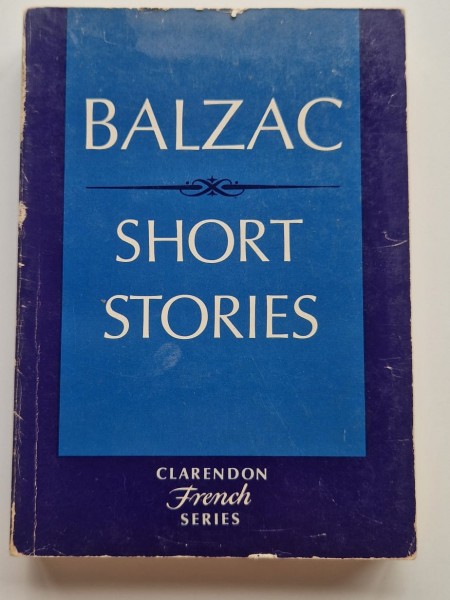 BALZAC
SHORT
STORIES
CLARENDON
French
SERIES